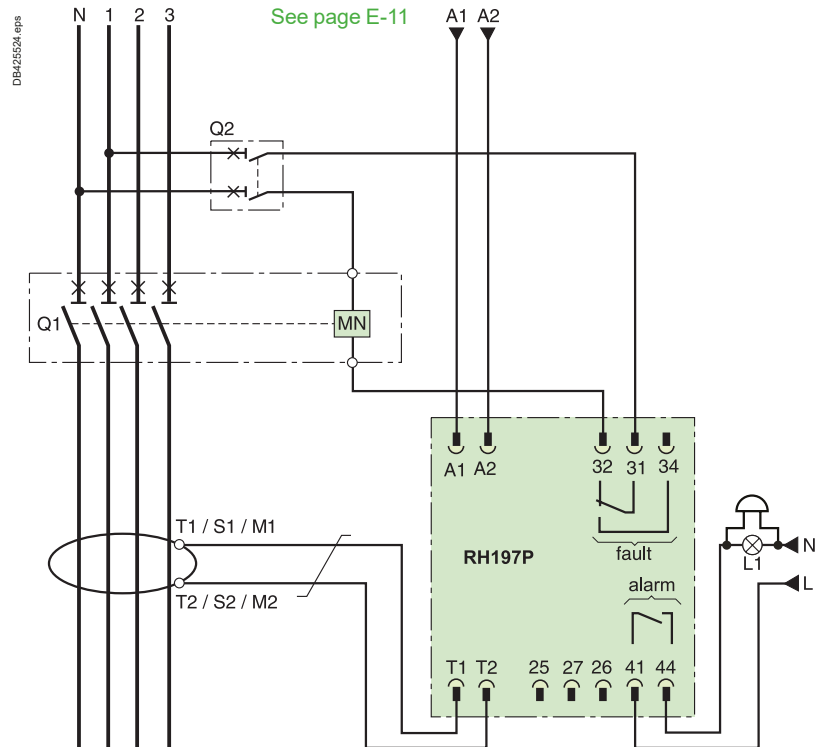 DB425524.eps
N 1 2 3
See page E-11
A1 A2
Q2
Q1
MN
A1 A2
32 31 34
T1 / S1 / M1
fault
RH197P
N
L1
T2 / S2 / M2
alarm
L
T1 T2 25 27 26 41 44